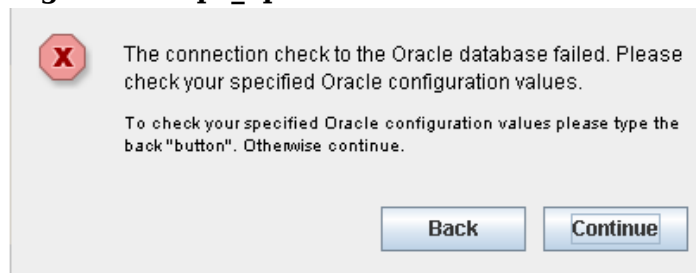 The connection check to the Oracle database failed. Please
check your specified Oracle configuration values.
To check your specified Oracle configuration values please type the
back "button". Otherwise continue.
Back Continue